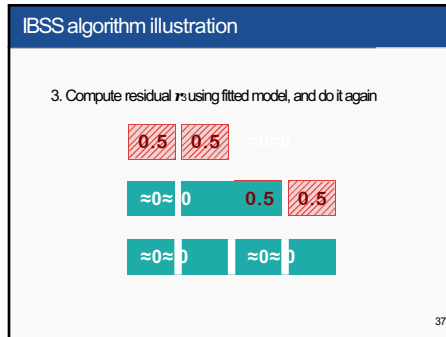 IBSS algorithm illustration
3. Compute residual r3 using fitted model, and do it again
0.5 0.5 ≈0≈0
≈0≈ 0 0.5 0.5
≈0≈ 0 ≈0≈ 0
37